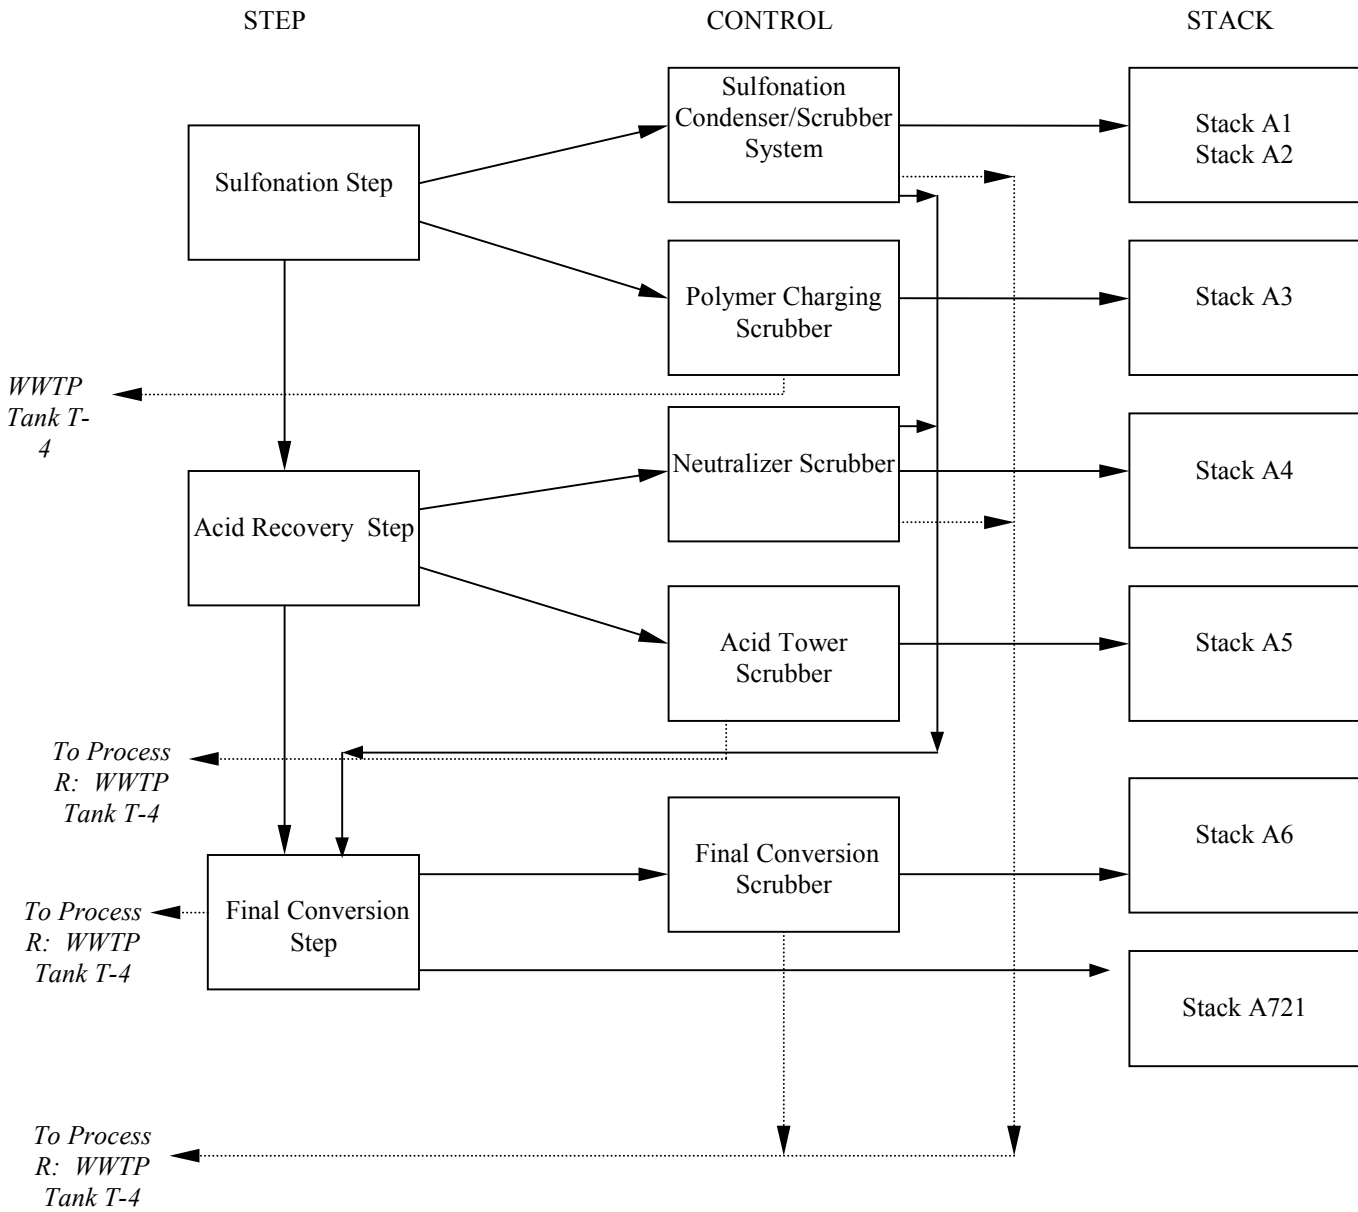 STEP
CONTROL
STACK
Sulfonation Step
Sulfonation
Condenser/Scrubber
System
Stack A1
Stack A2
Polymer Charging
Scrubber
Stack A3
WWTP
Tank T-
4
Acid Recovery Step
Neutralizer Scrubber
Stack A4
Acid Tower
Scrubber
Stack A5
To Process
R: WWTP
Tank T-4
Final Conversion
Scrubber
Stack A6
To Process
R: WWTP
Tank T-4
Final Conversion
Step
Stack A721
To Process
R: WWTP
Tank T-4